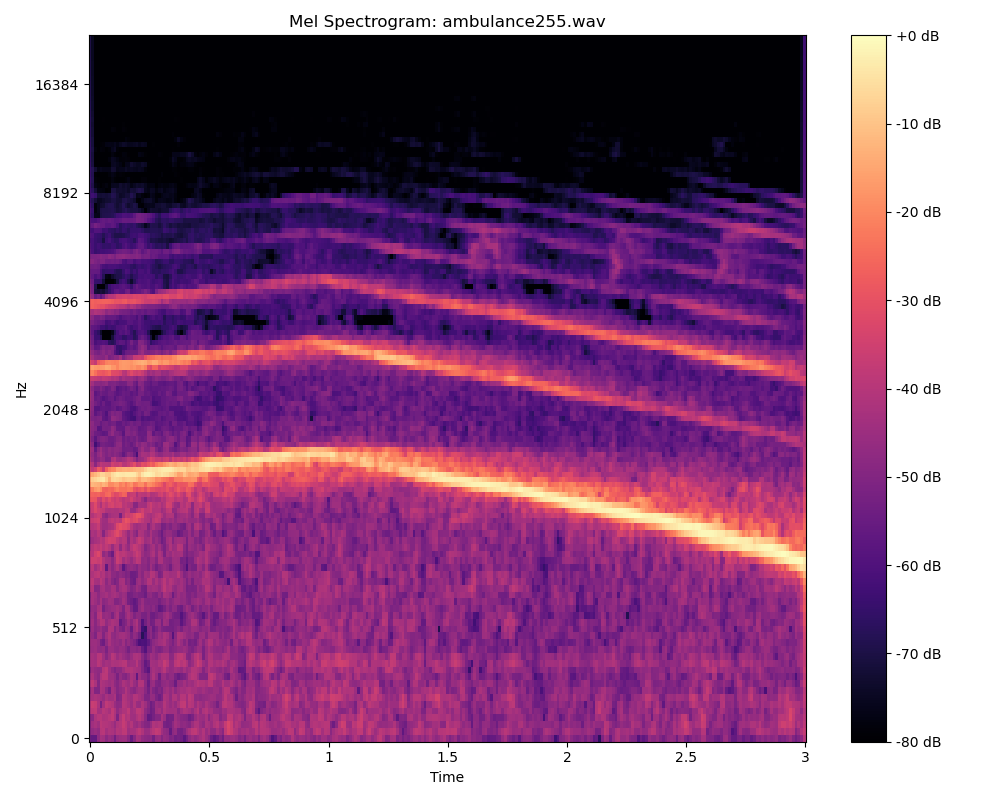 Mel Spectrogram: ambulance255.wav
Hz
16384
8192
4096
2048
1024
512
0
0 0.5 1 1.5 2 2.5 3
Time
+0 dB
-10 dB
-20 dB
-30 dB
-40 dB
-50 dB
-60 dB
-70 dB
-80 dB